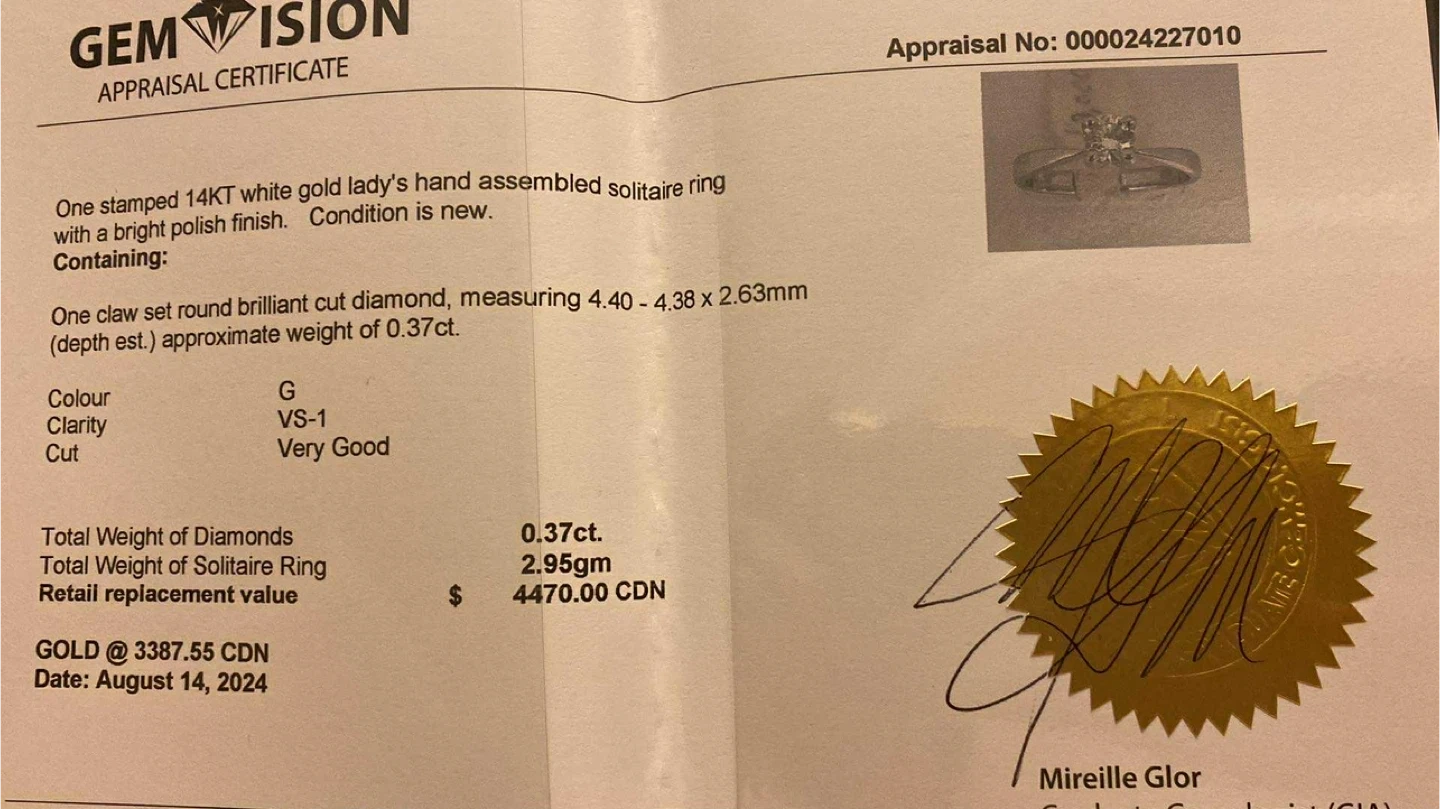 GEM VISION
APPRAISAL CERTIFICATE
Appraisal No: 000024227010
One stamped 14KT white gold lady's hand assembled solitaire ring
with a bright polish finish. Condition is new.
Containing:
One claw set round brilliant cut diamond, measuring 4.40 - 4.38 x 2.63mm
(depth est.) approximate weight of 0.37ct.
Colour G
Clarity VS-1
Cut Very Good
Total Weight of Diamonds 0.37ct.
Total Weight of Solitaire Ring 2.95gm
Retail replacement value $ 4470.00 CDN
GOLD @ 3387.55 CDN
Date: August 14, 2024
Mireille Glor